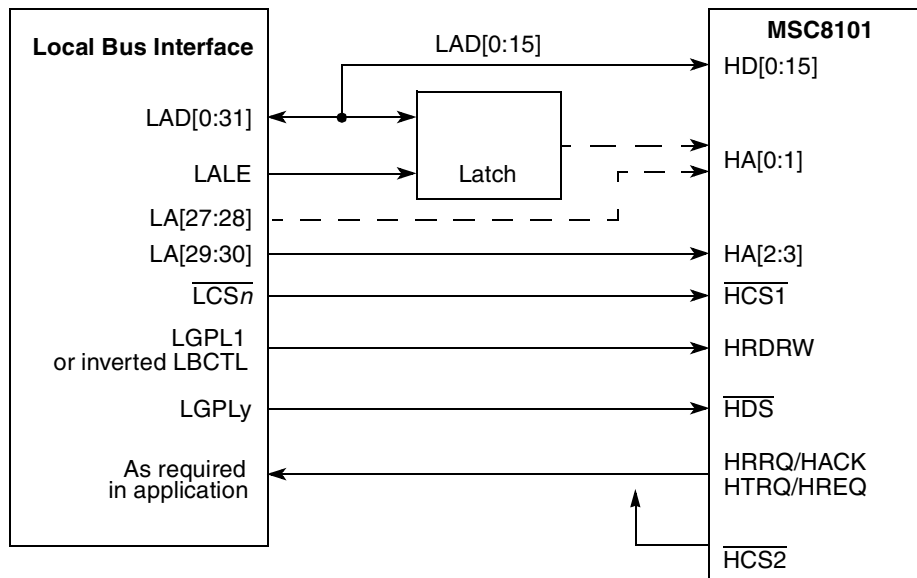 Local Bus Interface
LAD[0:31]
LALE
LA[27:28]
LA[29:30]
LCSn
LGPL1
or inverted LBCTL
LGPLy
As required
in application
LAD[0:15]
Latch
MSC8101
HD[0:15]
HA[0:1]
HA[2:3]
HCS1
HRDRW
HDS
HRRQ/HACK
HTRQ/HREQ
HCS2